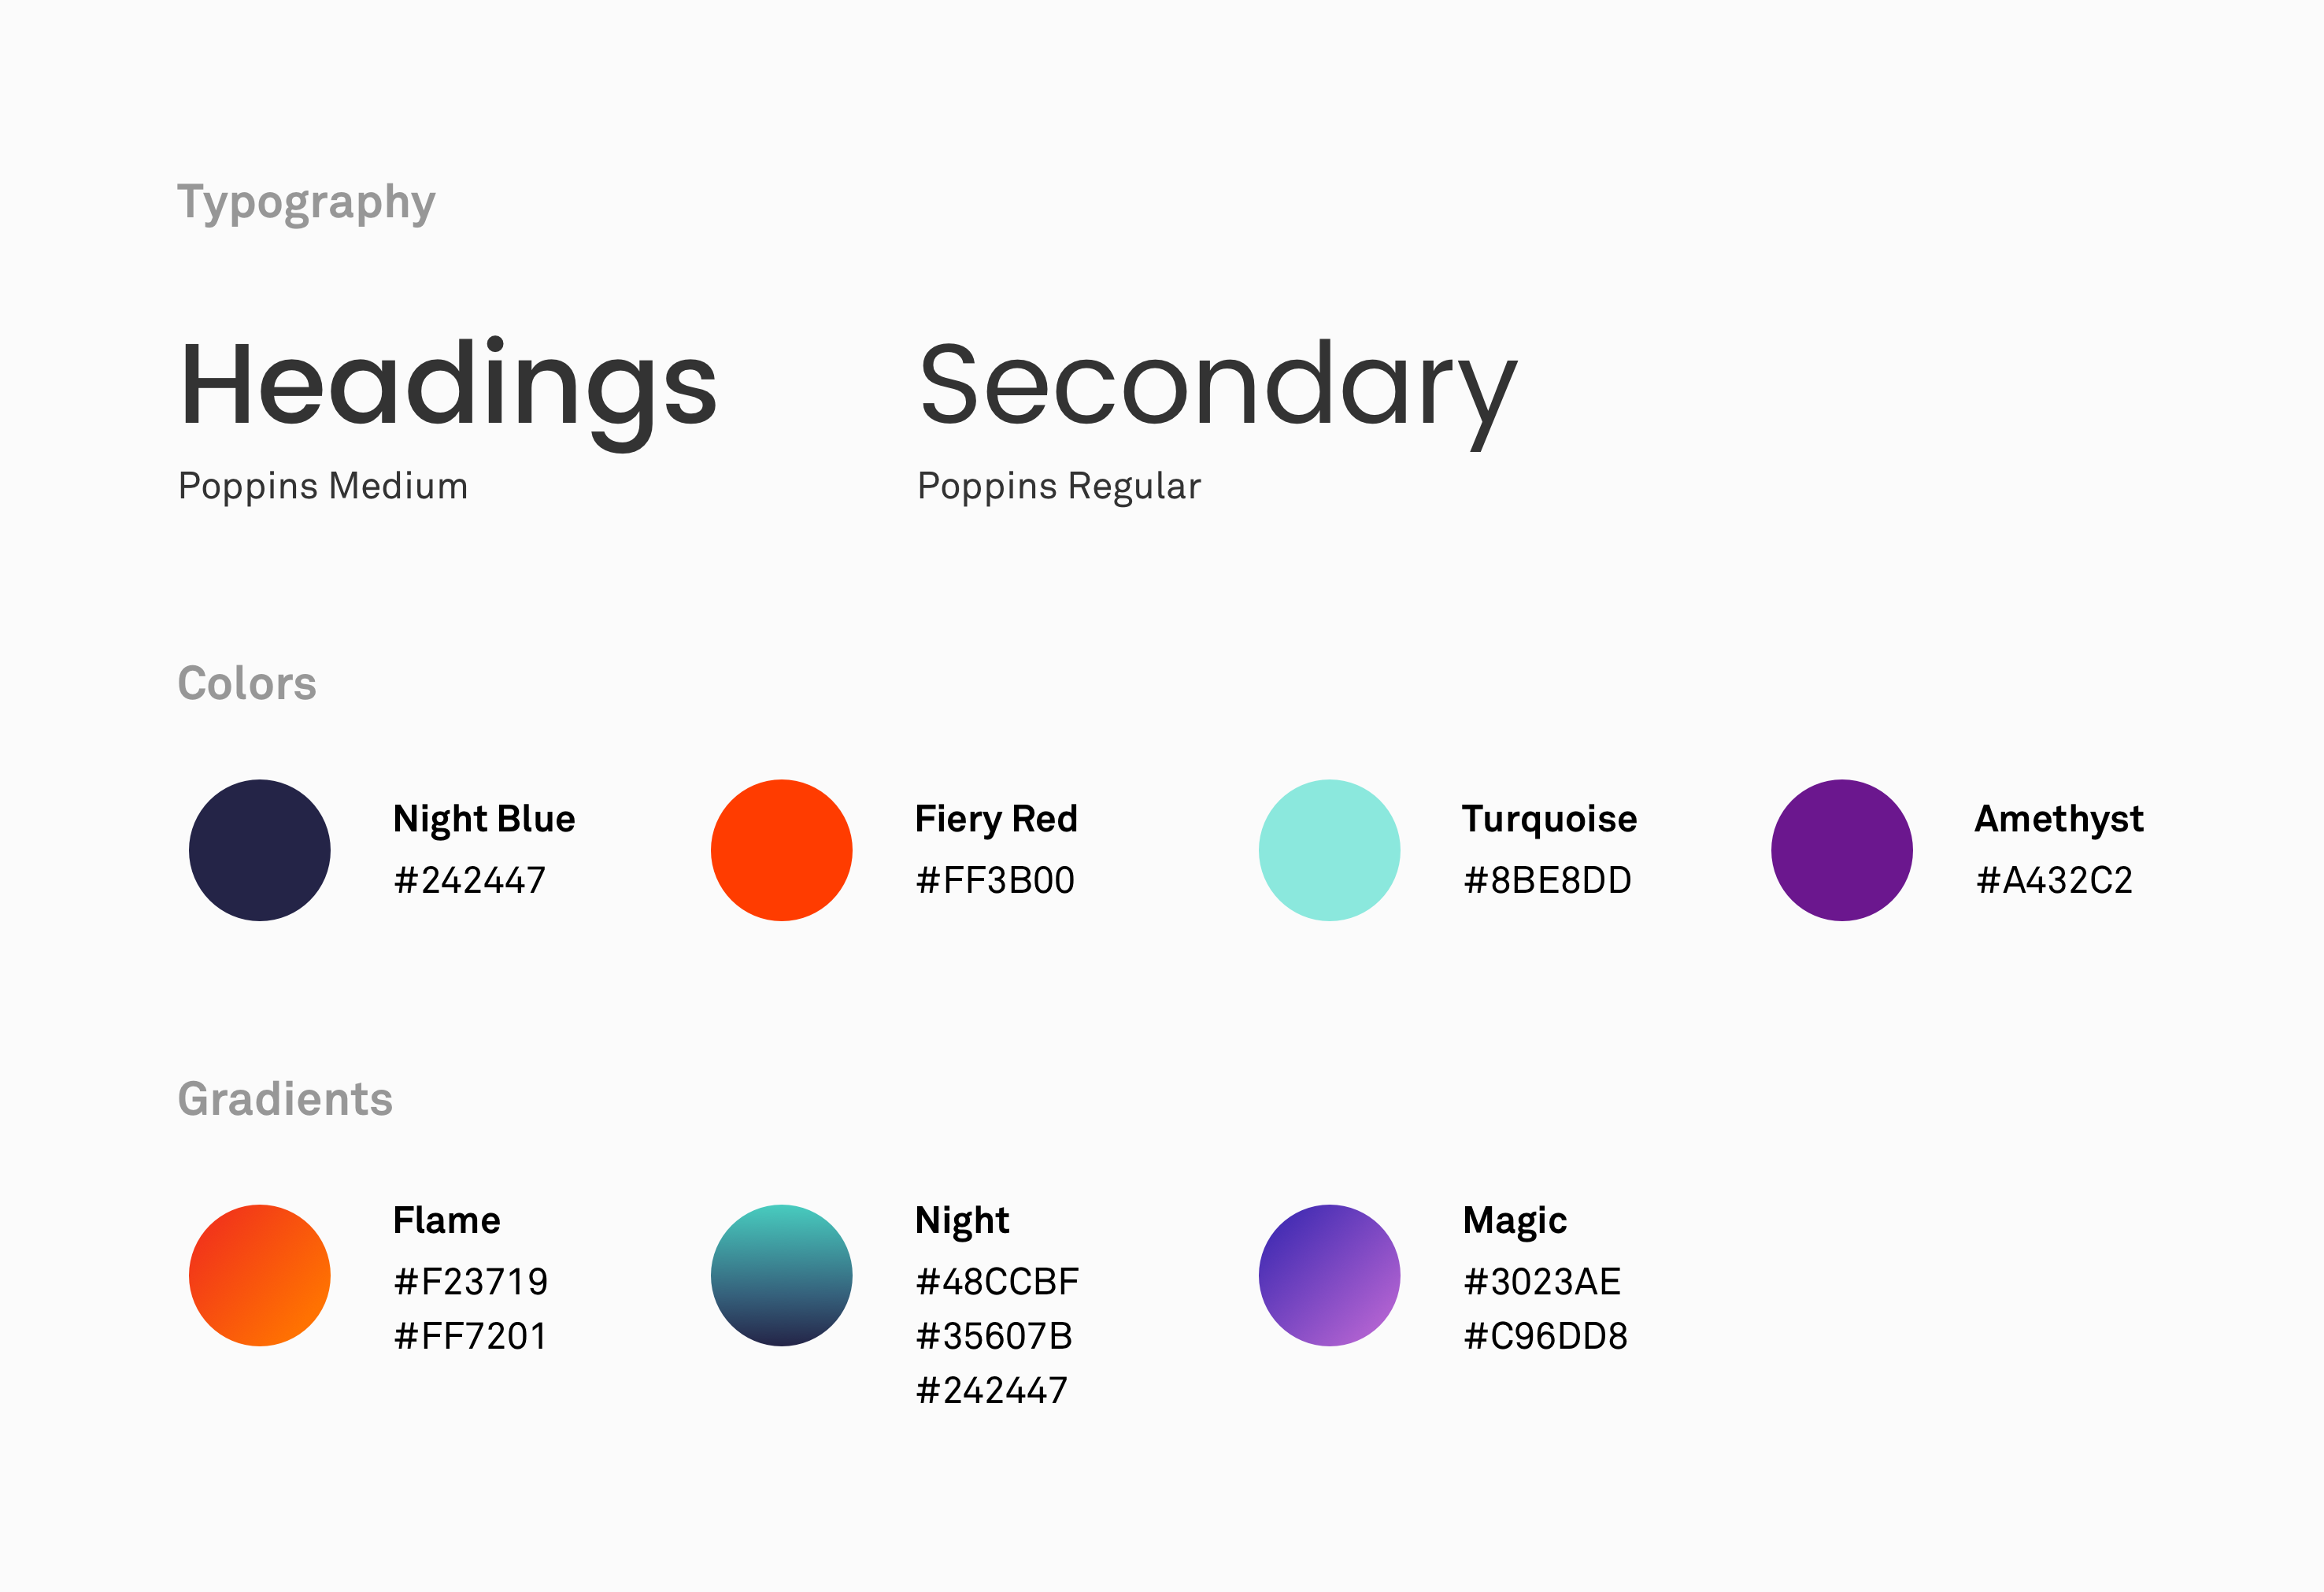 Typography
Headings
Secondary
Poppins Medium
Poppins Regular
Colors
Night Blue
#242447
Fiery Red
#FF3B00
Turquoise
#8BE8DD
Amethyst
#A432C2
Gradients
Flame
#F23719
#FF7201
Night
#48CCBF
#35607B
#242447
Magic
#3023AE
#C96DD8